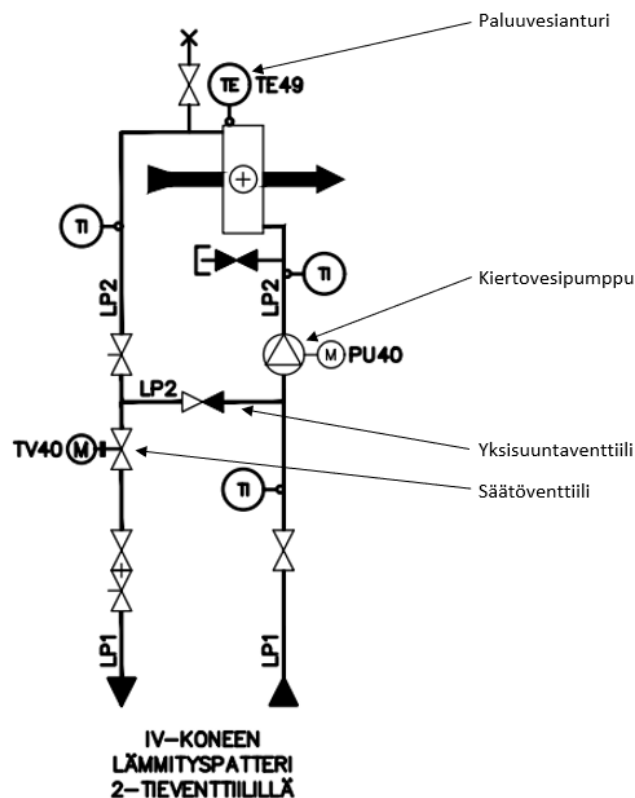 Paluuvesianturi
TE TE49
TI
TI
LP2
LP2
Kiertovesipumppu
M PU40
LP2
TV40 M
Yksisuuntaventtiili
TI
Säätöventtiili
LP1
LP1
IV-KONEEN
LÄMMITYSPATTERI
2-TIEVENTTIILILLÄ